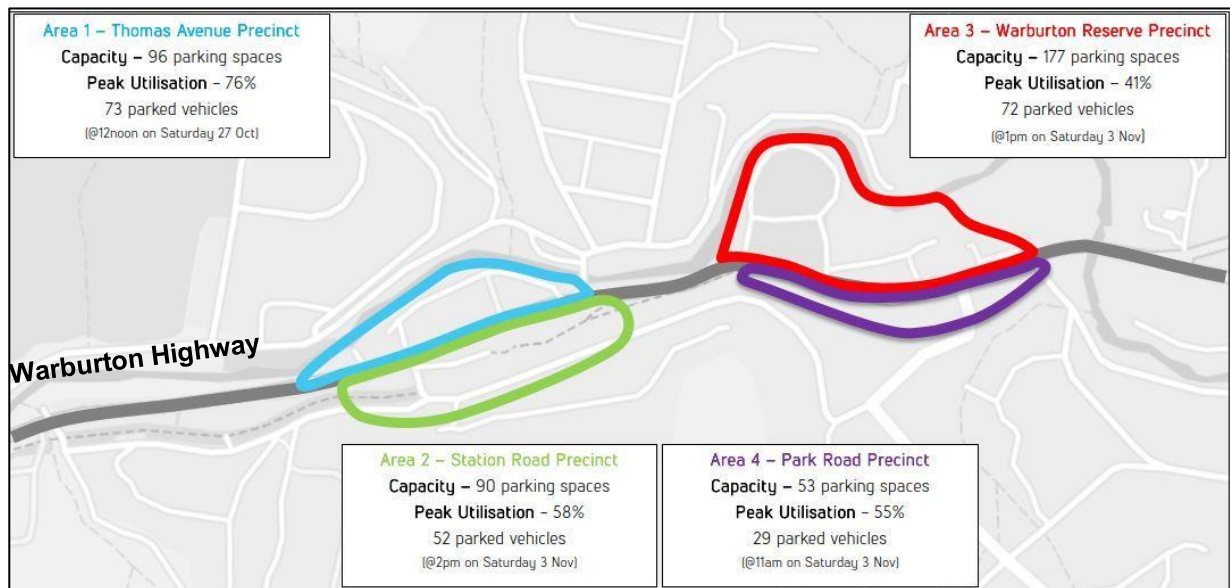 Area 1 – Thomas Avenue Precinct
Capacity – 96 parking spaces
Peak Utilisation - 76%
73 parked vehicles
(@12noon on Saturday 27 Oct)
Area 3 – Warburton Reserve Precinct
Capacity – 177 parking spaces
Peak Utilisation - 41%
72 parked vehicles
(@1pm on Saturday 3 Nov)
Warburton Highway
Area 2 – Station Road Precinct
Capacity – 90 parking spaces
Peak Utilisation - 58%
52 parked vehicles
(@2pm on Saturday 3 Nov)
Area 4 – Park Road Precinct
Capacity – 53 parking spaces
Peak Utilisation - 55%
29 parked vehicles
(@11am on Saturday 3 Nov)